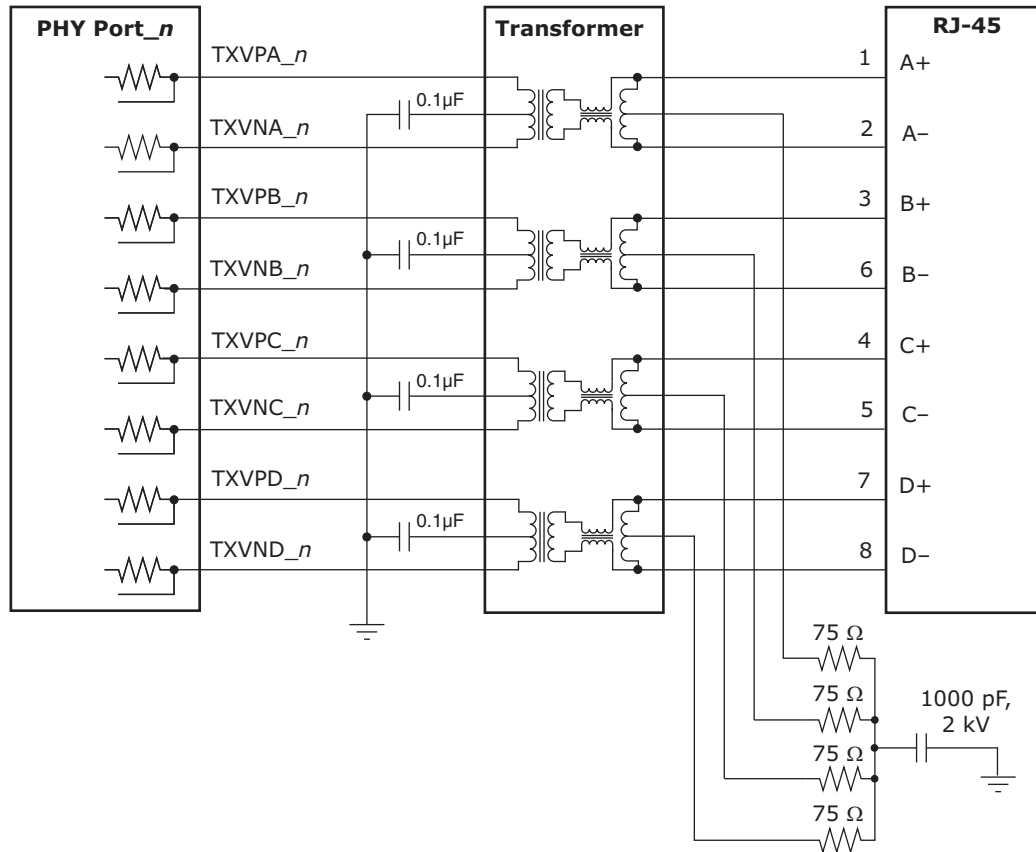 PHY Port_n
Transformer
RJ-45
TXVPA_n
1
A+
0.1µF
TXVNA_n
2
A–
TXVPB_n
3
B+
0.1µF
TXVNB_n
6
B–
TXVPC_n
4
C+
0.1µF
TXVNC_n
5
C–
TXVPD_n
7
D+
0.1µF
TXVND_n
8
D–
75 Ω
75 Ω
1000 pF,
2 kV
75 Ω
75 Ω